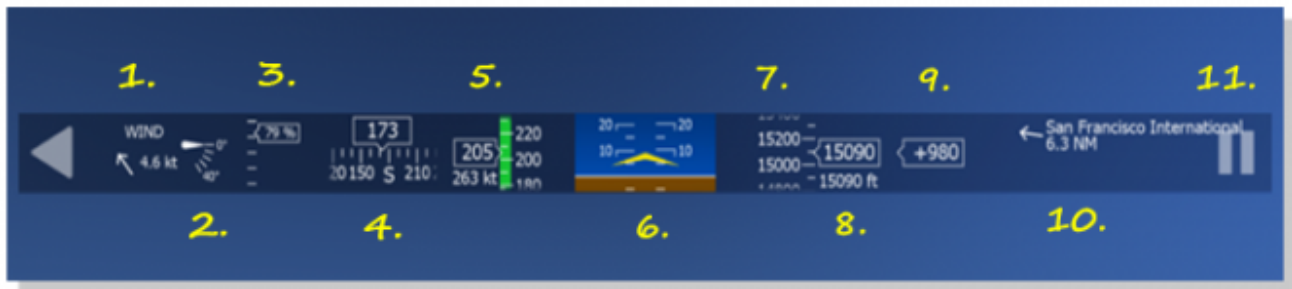 1. 3. 5. 7. 9. 11.
WIND
4.6 kt
0°
40°
79 %
173
20 150 S 210
205
263 kt
220
200
180
20 20
10 10
15200
15000
15090
15090 ft
+980
San Francisco International
6.3 NM
2. 4. 6. 8. 10.